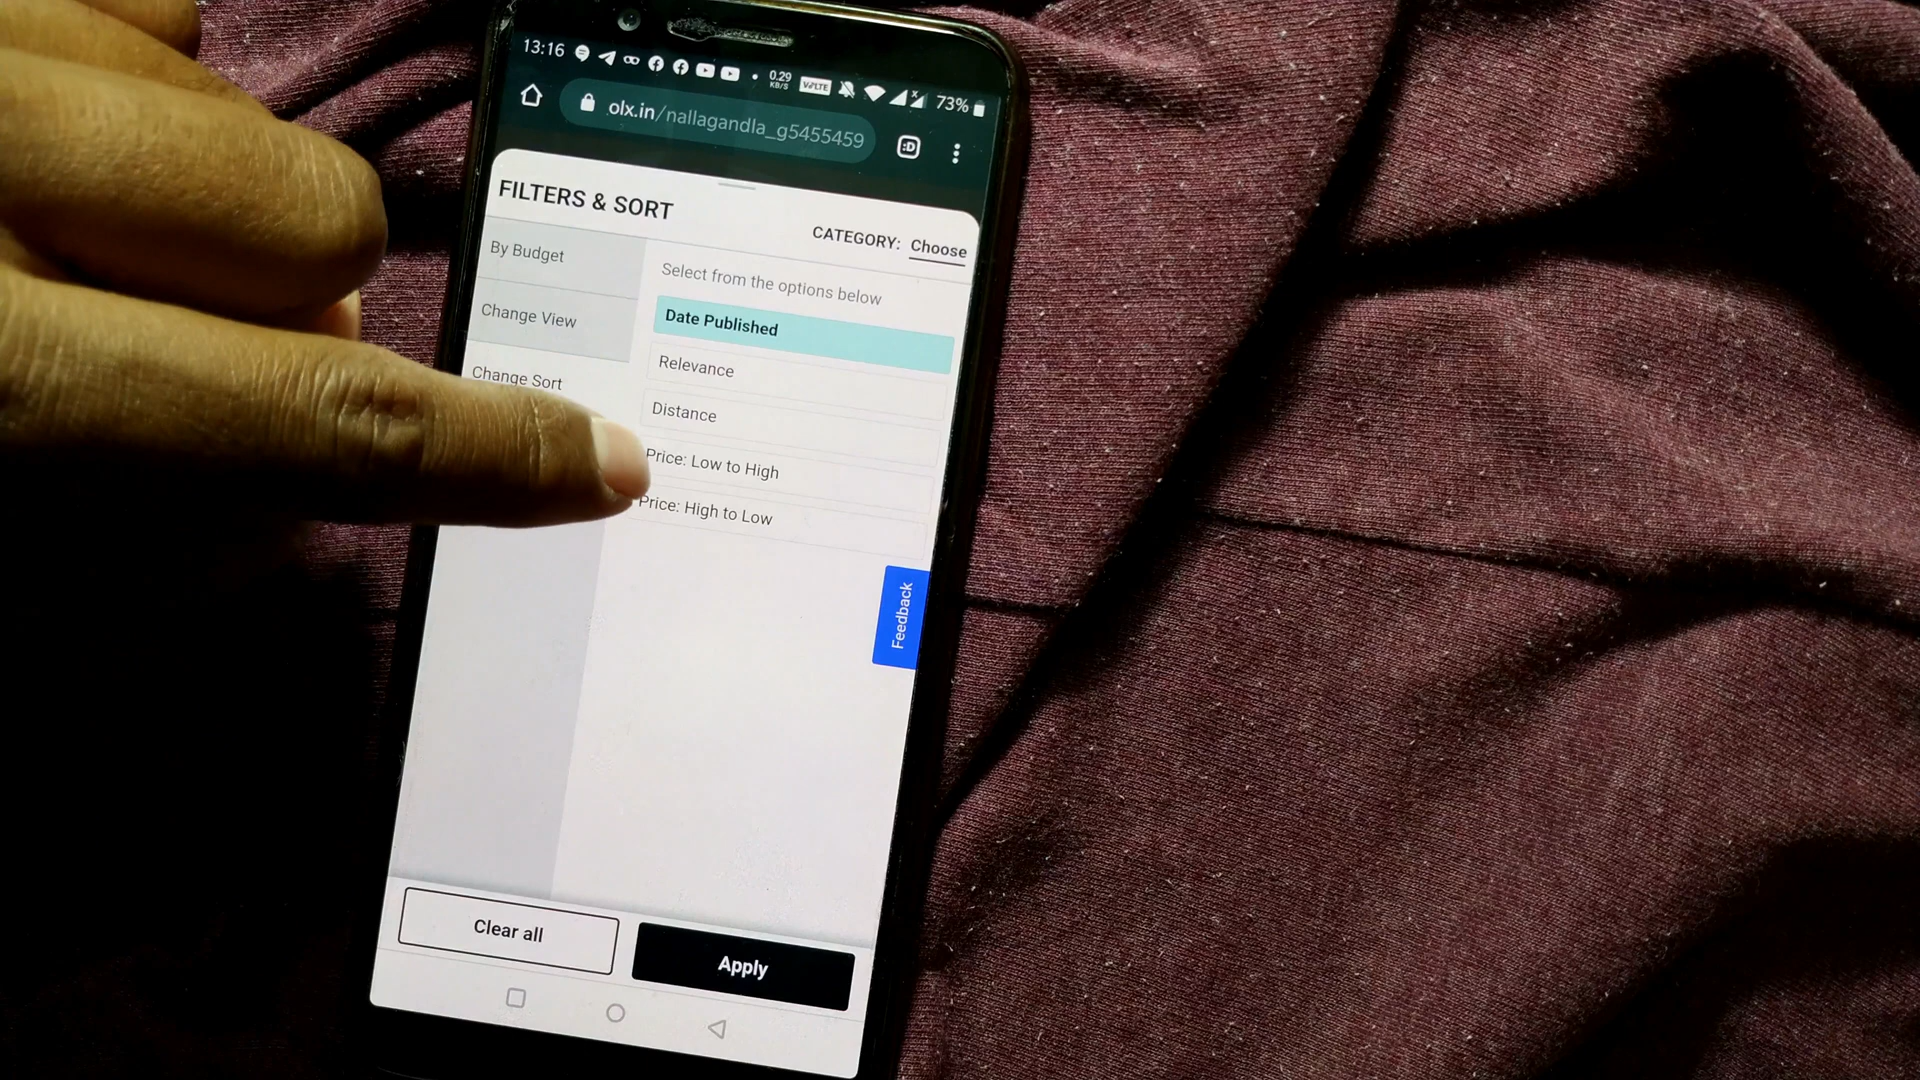 13:16 0.29 KB/S VoLTE 73%
olx.in/nallagandla_g5455459 :D
FILTERS & SORT
CATEGORY: Choose
By Budget
Change View
Change Sort
Select from the options below
Date Published
Relevance
Distance
Price: Low to High
Price: High to Low
Feedback
Clear all
Apply